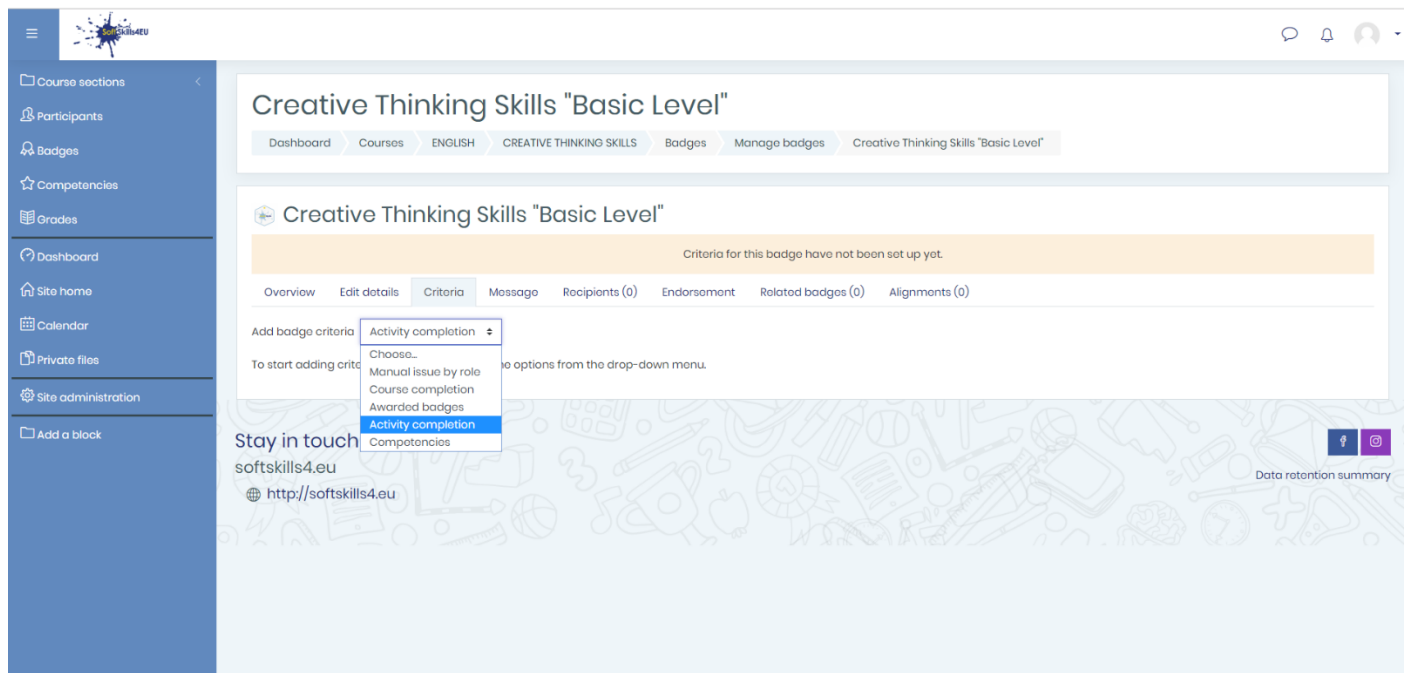 SoftSkills4EU
Course sections
Participants
Badges
Competencies
Grades
Dashboard
Site home
Calendar
Private files
Site administration
Add a block
Creative Thinking Skills "Basic Level"
Dashboard Courses ENGLISH CREATIVE THINKING SKILLS Badges Manage badges Creative Thinking Skills "Basic Level"
Creative Thinking Skills "Basic Level"
Criteria for this badge have not been set up yet.
Overview Edit details Criteria Message Recipients (0) Endorsement Related badges (0) Alignments (0)
Add badge criteria Activity completion
Choose...
Manual issue by role
Course completion
Awarded badges
Activity completion
Competencies
To start adding options from the drop-down menu.
Stay in touch
softskills4.eu
http://softskills4.eu
Data retention summary